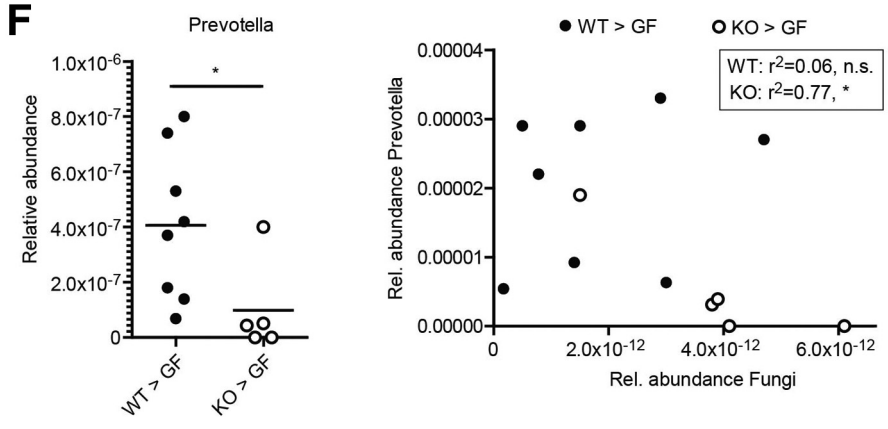 F
Prevotella
*
Relative abundance
1.0x10-6
8.0x10-7
6.0x10-7
4.0x10-7
2.0x10-7
0
WT > GF
KO > GF
WT > GF
KO > GF
WT: r2=0.06, n.s.
KO: r2=0.77, *
Rel. abundance Prevotella
0.00004
0.00003
0.00002
0.00001
0.00000
0
2.0x10-12
4.0x10-12
6.0x10-12
Rel. abundance Fungi